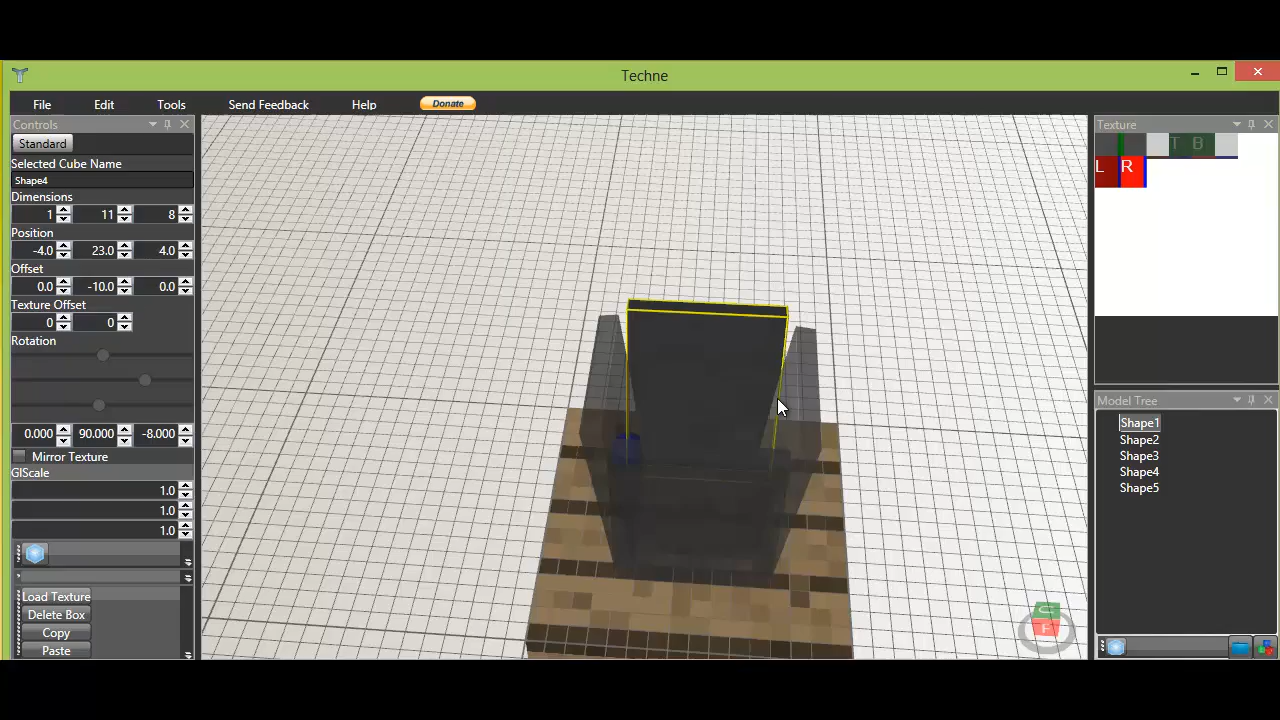 Techne
File Edit Tools Send Feedback Help Donate
Controls
Standard
Selected Cube Name
Shape4
Dimensions
1 11 8
Position
-4.0 23.0 4.0
Offset
0.0 -10.0 0.0
Texture Offset
0 0
Rotation
0.000 90.000 -8.000
Mirror Texture
GlScale
1.0
1.0
1.0
Load Texture
Delete Box
Copy
Paste
F
Texture
T B
L R
Model Tree
Shape1
Shape2
Shape3
Shape4
Shape5